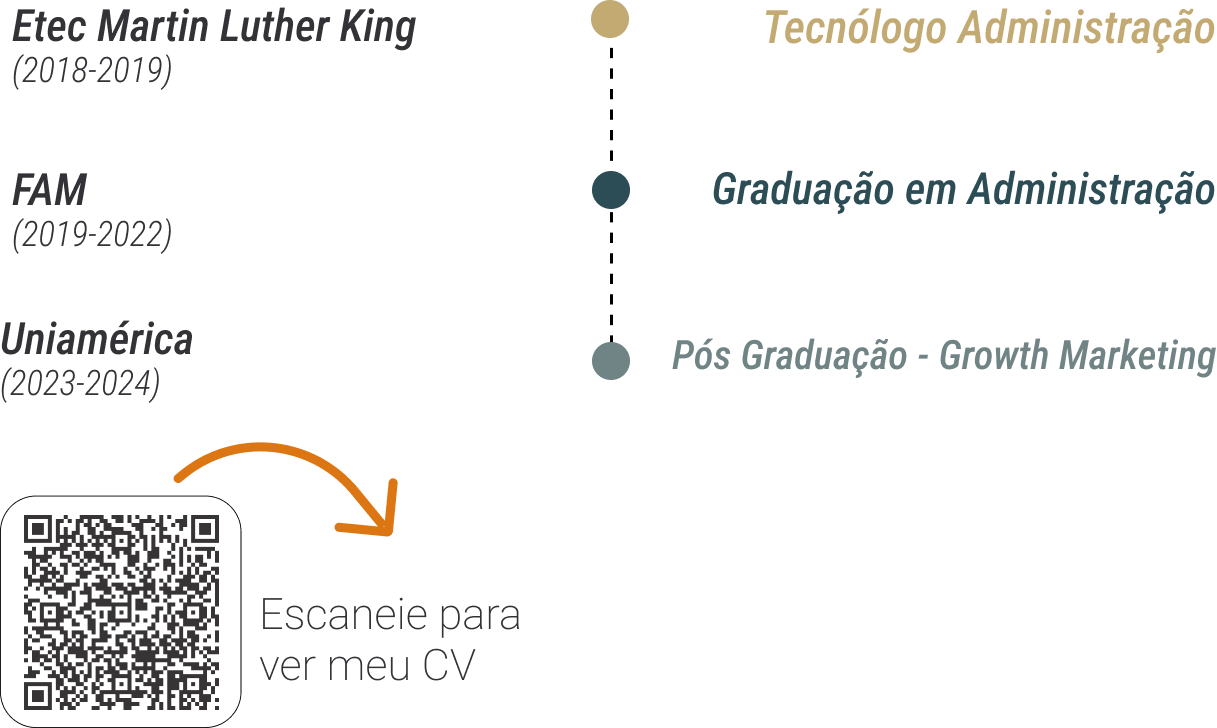 Etec Martin Luther King
Tecnólogo Administração
(2018-2019)
FAM
Graduação em Administração
(2019-2022)
Uniamérica
Pós Graduação - Growth Marketing
(2023-2024)
Escaneie para
ver meu CV